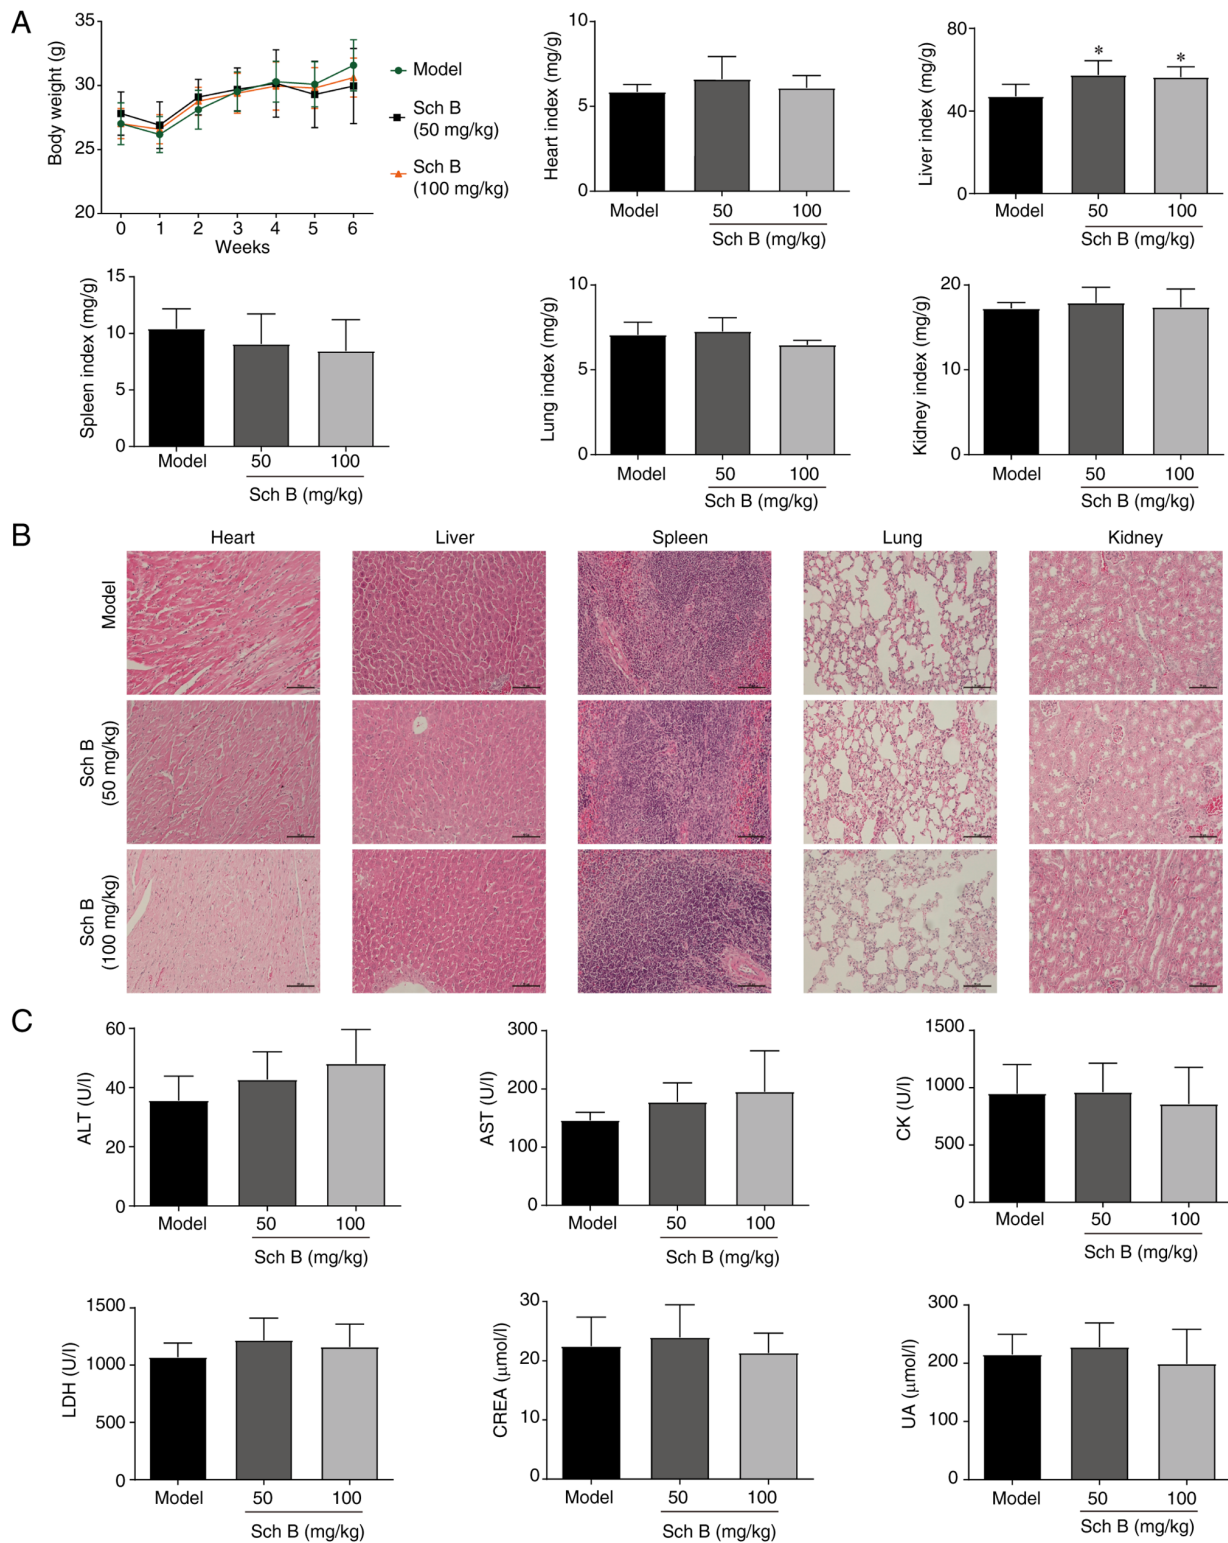 A
Body weight (g)
35
30
25
20
0 1 2 3 4 5 6
Weeks
Model
Sch B
(50 mg/kg)
Sch B
(100 mg/kg)
Heart index (mg/g)
10
5
0
Model 50 100
Sch B (mg/kg)
Liver index (mg/g)
80
40
0
* *
Model 50 100
Sch B (mg/kg)
Spleen index (mg/g)
15
10
5
0
Model 50 100
Sch B (mg/kg)
Lung index (mg/g)
10
5
0
Model 50 100
Sch B (mg/kg)
Kidney index (mg/g)
20
10
0
Model 50 100
Sch B (mg/kg)
B
Heart Liver Spleen Lung Kidney
Model
Sch B
(50 mg/kg)
Sch B
(100 mg/kg)
C
ALT (U/l)
60
40
20
0
Model 50 100
Sch B (mg/kg)
AST (U/l)
300
200
100
0
Model 50 100
Sch B (mg/kg)
CK (U/l)
1500
1000
500
0
Model 50 100
Sch B (mg/kg)
LDH (U/l)
1500
1000
500
0
Model 50 100
Sch B (mg/kg)
CREA (μmol/l)
30
20
10
0
Model 50 100
Sch B (mg/kg)
UA (μmol/l)
300
200
100
0
Model 50 100
Sch B (mg/kg)